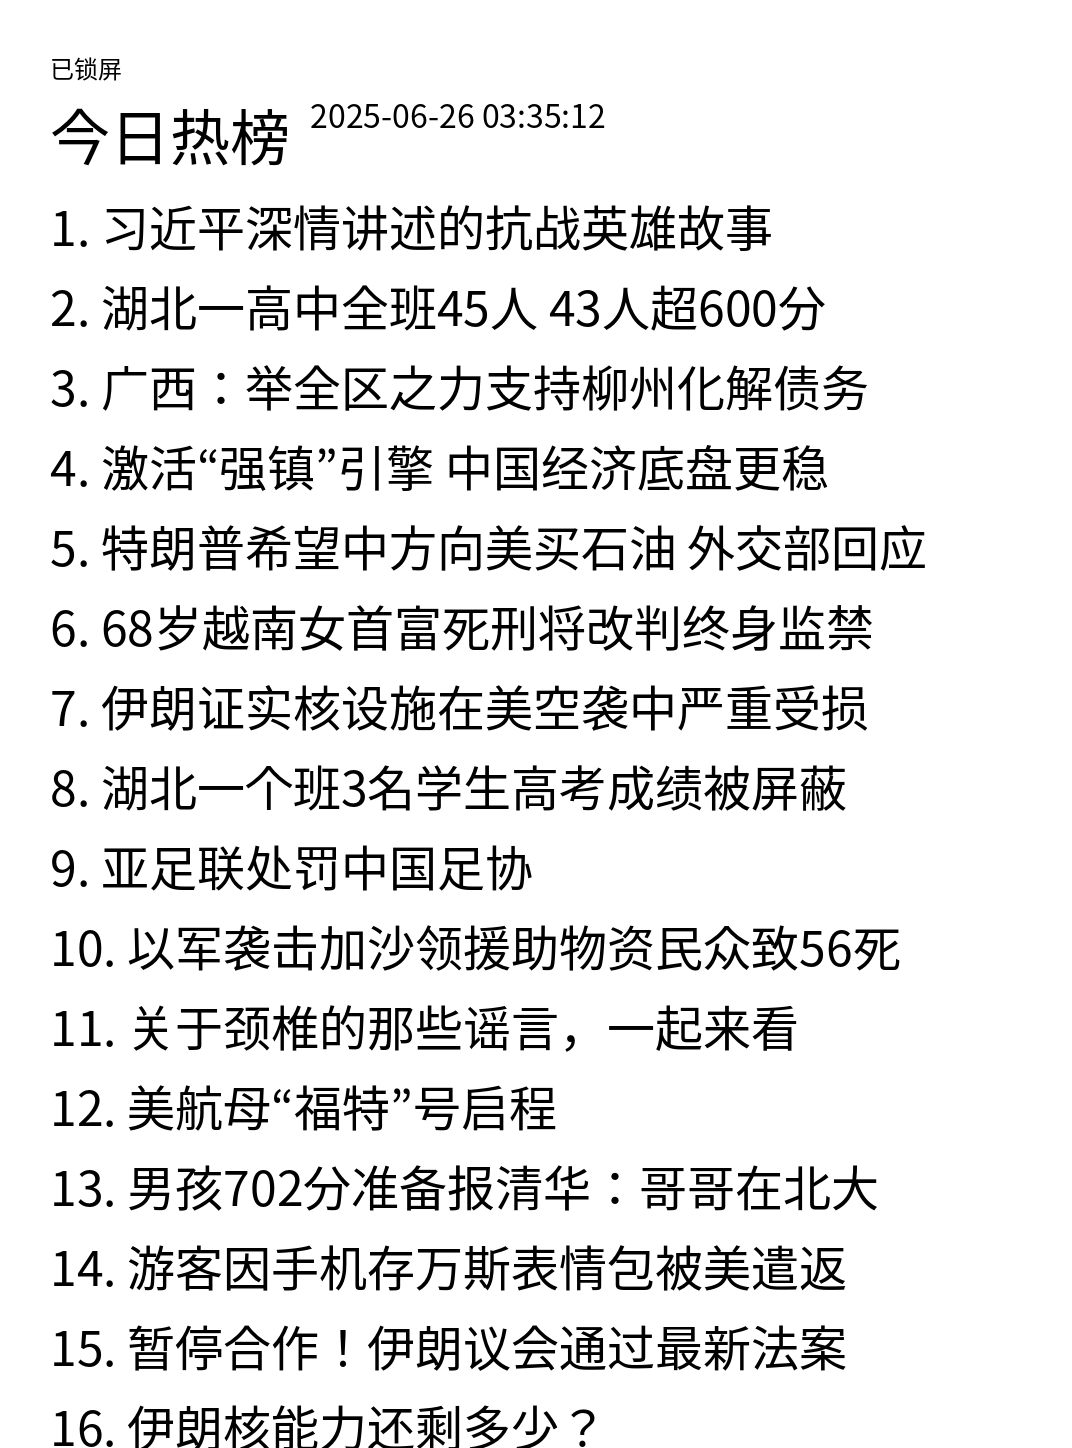 已锁屏
今日热榜 2025-06-26 03:35:12
1. 习近平深情讲述的抗战英雄故事
2. 湖北一高中全班45人 43人超600分
3. 广西：举全区之力支持柳州化解债务
4. 激活“强镇”引擎 中国经济底盘更稳
5. 特朗普希望中方向美买石油 外交部回应
6. 68岁越南女首富死刑将改判终身监禁
7. 伊朗证实核设施在美空袭中严重受损
8. 湖北一个班3名学生高考成绩被屏蔽
9. 亚足联处罚中国足协
10. 以军袭击加沙领援助物资民众致56死
11. 关于颈椎的那些谣言，一起来看
12. 美航母“福特”号启程
13. 男孩702分准备报清华：哥哥在北大
14. 游客因手机存万斯表情包被美遣返
15. 暂停合作！伊朗议会通过最新法案
16. 伊朗核能力还剩多少？